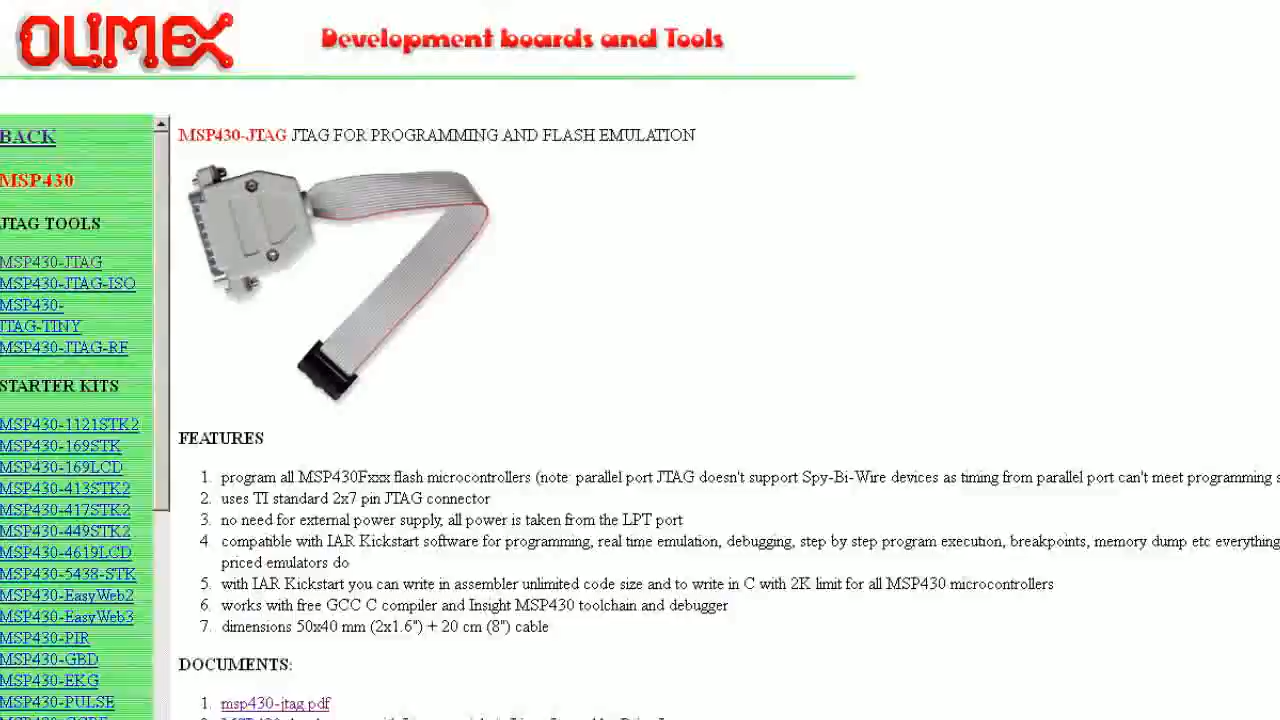 OLIMEX
Development boards and Tools
BACK
MSP430
JTAG TOOLS
MSP430-JTAG
MSP430-JTAG-ISO
MSP430-
JTAG-TINY
MSP430-JTAG-RF
STARTER KITS
MSP430-1121STK2
MSP430-169STK
MSP430-169LCD
MSP430-413STK2
MSP430-417STK2
MSP430-449STK2
MSP430-4619LCD
MSP430-5438-STK
MSP430-EasyWeb2
MSP430-EasyWeb3
MSP430-PIR
MSP430-GBD
MSP430-EKG
MSP430-PULSE
MSP430-JTAG JTAG FOR PROGRAMMING AND FLASH EMULATION
FEATURES
1. program all MSP430Fxxx flash microcontrollers (note: parallel port JTAG doesn't support Spy-Bi-Wire devices as timing from parallel port can't meet programming s
2. uses TI standard 2x7 pin JTAG connector
3. no need for external power supply, all power is taken from the LPT port
4. compatible with IAR Kickstart software for programming, real time emulation, debugging, step by step program execution, breakpoints, memory dump etc everything
priced emulators do
5. with IAR Kickstart you can write in assembler unlimited code size and to write in C with 2K limit for all MSP430 microcontrollers
6. works with free GCC C compiler and Insight MSP430 toolchain and debugger
7. dimensions 50x40 mm (2x1.6") + 20 cm (8") cable
DOCUMENTS:
1. msp430-jtag.pdf